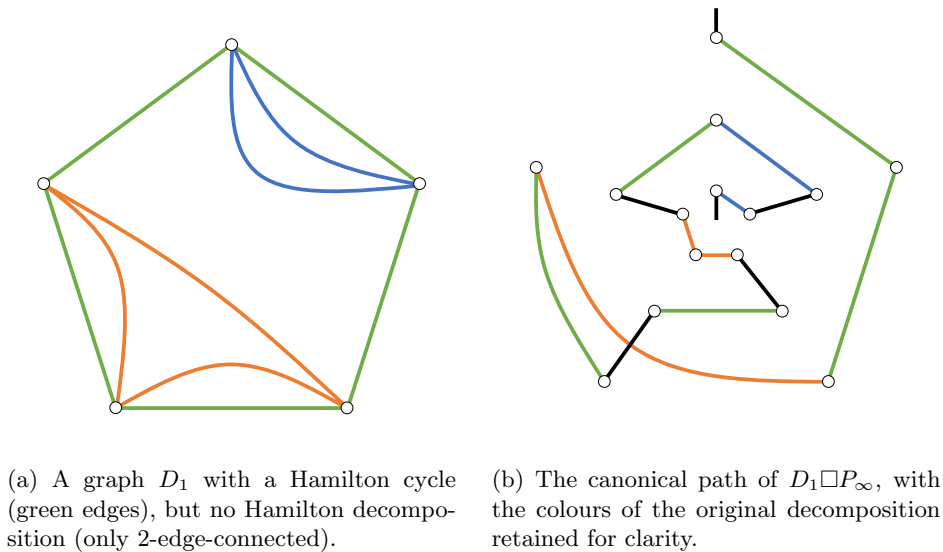 (a) A graph D₁ with a Hamilton cycle
(green edges), but no Hamilton decompo-
sition (only 2-edge-connected).
(b) The canonical path of D₁□P∞, with
the colours of the original decomposition
retained for clarity.